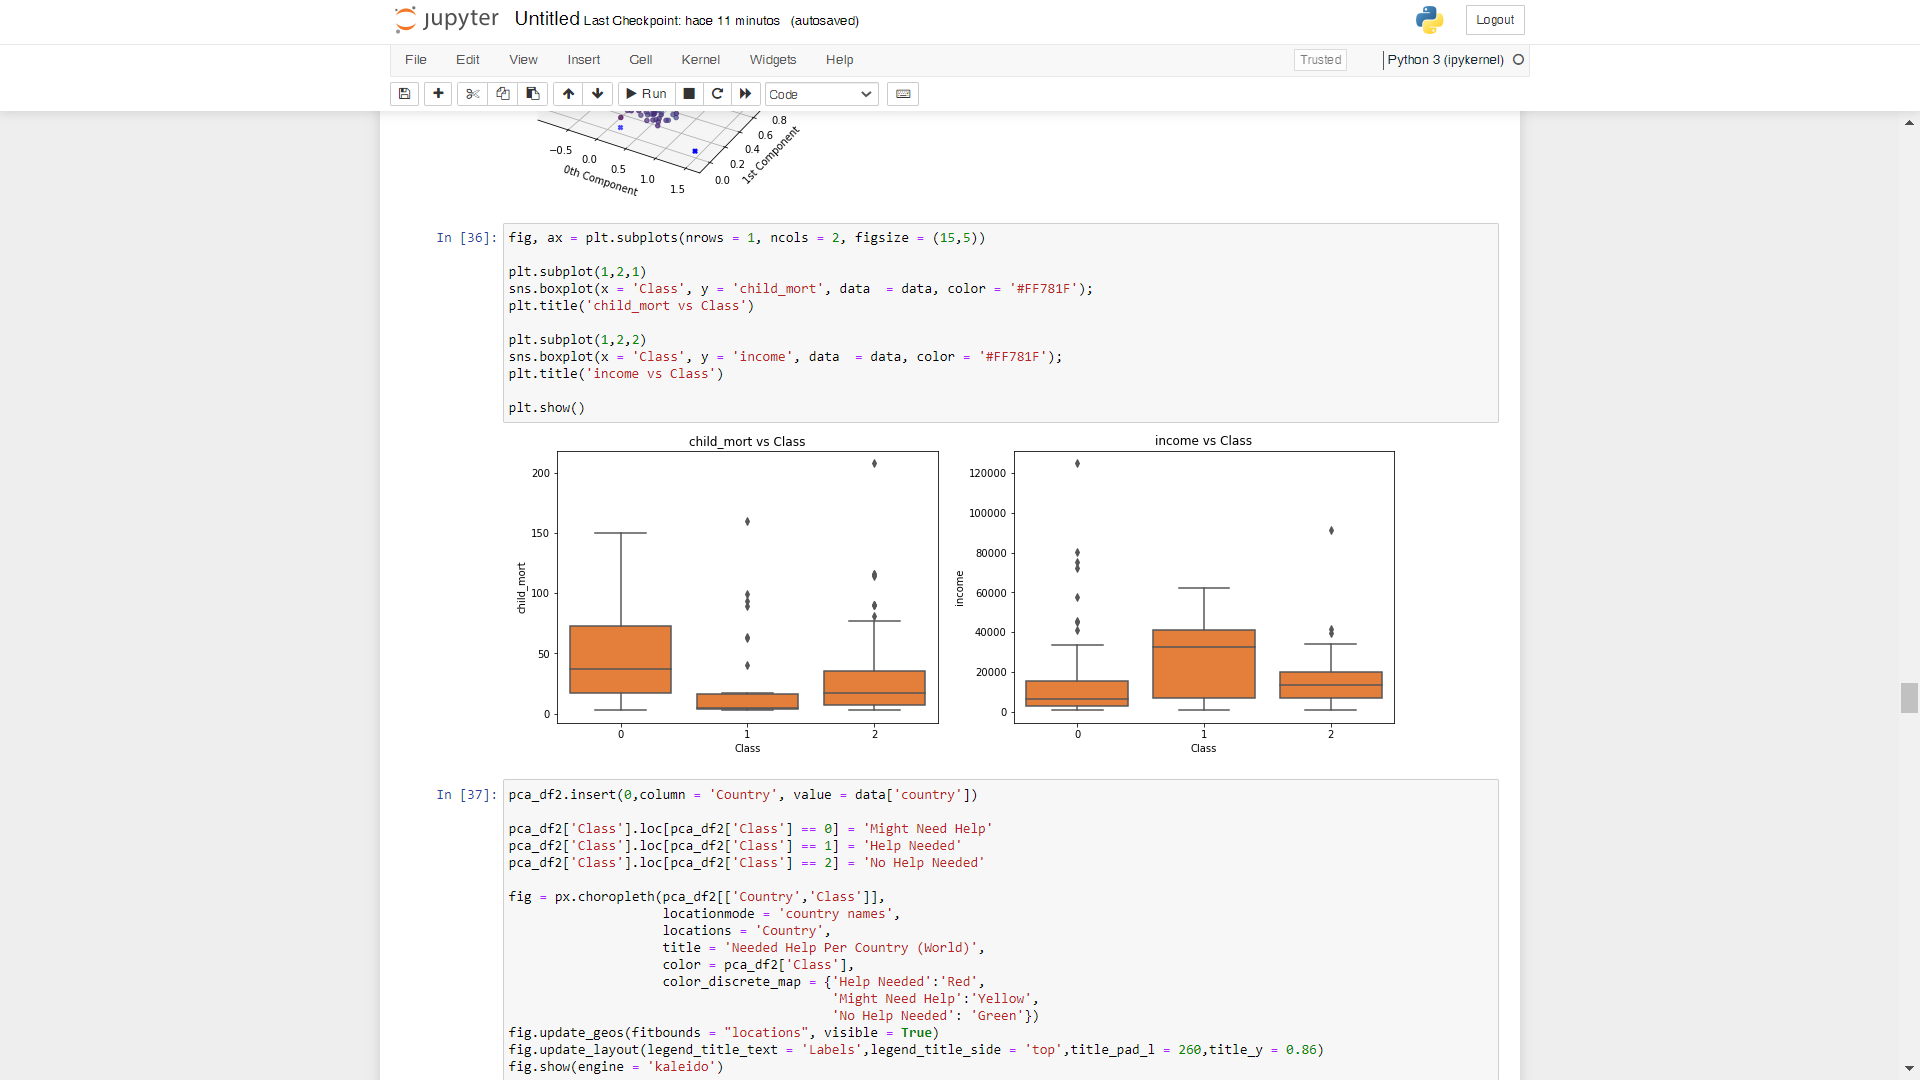 jupyter Untitled Last Checkpoint: hace 11 minutos (autosaved)
Logout
File Edit View Insert Cell Kernel Widgets Help
Trusted
Python 3 (ipykernel)
Run
Code
−0.5
0.0
0.5
1.0
1.5
0th Component
0.0
0.2
0.4
0.6
0.8
1st Component
In [36]:
fig, ax = plt.subplots(nrows = 1, ncols = 2, figsize = (15,5))
plt.subplot(1,2,1)
sns.boxplot(x = 'Class', y = 'child_mort', data  = data, color = '#FF781F');
plt.title('child_mort vs Class')
plt.subplot(1,2,2)
sns.boxplot(x = 'Class', y = 'income', data  = data, color = '#FF781F');
plt.title('income vs Class')
plt.show()
child_mort vs Class
200
150
100
50
0
child_mort
0 1 2
Class
income vs Class
120000
100000
80000
60000
40000
20000
0
income
0 1 2
Class
In [37]:
pca_df2.insert(0,column = 'Country', value = data['country'])
pca_df2['Class'].loc[pca_df2['Class'] == 0] = 'Might Need Help'
pca_df2['Class'].loc[pca_df2['Class'] == 1] = 'Help Needed'
pca_df2['Class'].loc[pca_df2['Class'] == 2] = 'No Help Needed'
fig = px.choropleth(pca_df2[['Country','Class']],
locationmode = 'country names',
locations = 'Country',
title = 'Needed Help Per Country (World)',
color = pca_df2['Class'],
color_discrete_map = {'Help Needed':'Red',
'Might Need Help':'Yellow',
'No Help Needed': 'Green'})
fig.update_geos(fitbounds = "locations", visible = True)
fig.update_layout(legend_title_text = 'Labels',legend_title_side = 'top',title_pad_l = 260,title_y = 0.86)
fig.show(engine = 'kaleido')